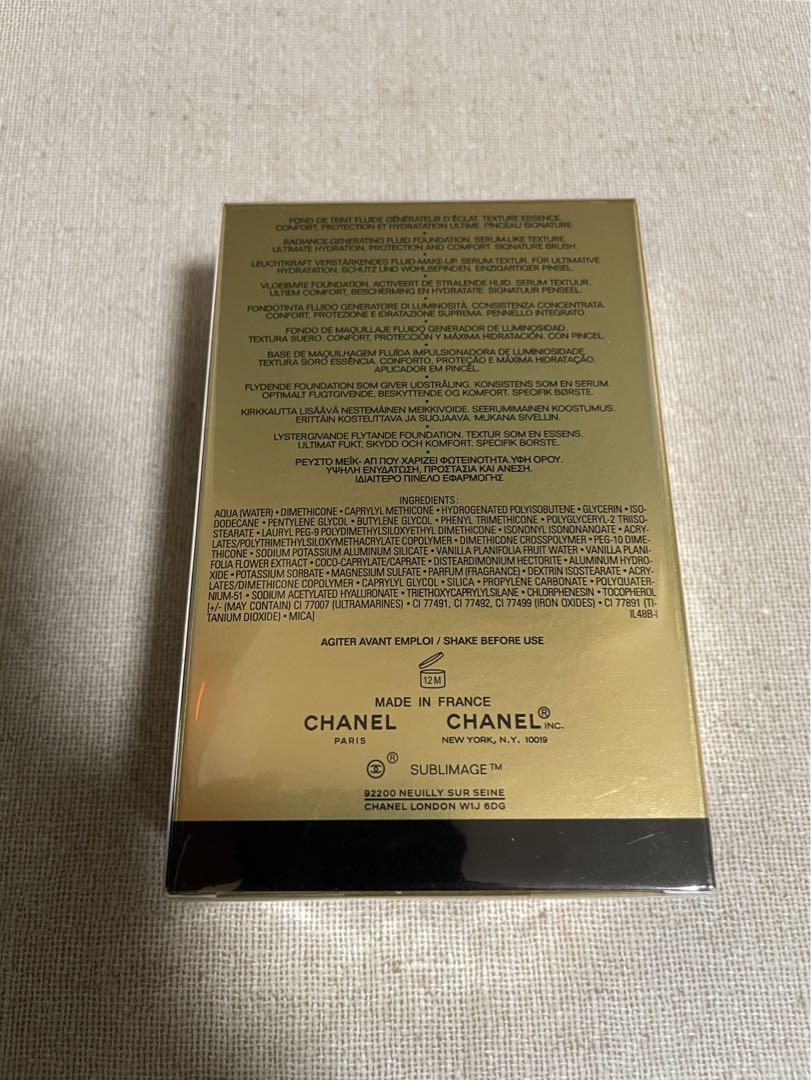 FOND DE TEINT FLUIDE GÉNÉRATEUR D'ÉCLAT. TEXTURE ESSENCE.
CONFORT, PROTECTION ET HYDRATATION ULTIME. PINCEAU SIGNATURE.
•
RADIANCE-GENERATING FLUID FOUNDATION. SERUM-LIKE TEXTURE.
ULTIMATE HYDRATION, PROTECTION AND COMFORT. SIGNATURE BRUSH.
•
LEUCHTKRAFT VERSTÄRKENDES FLUID-MAKE-UP. SERUM-TEXTUR. FÜR ULTIMATIVE
HYDRATATION, SCHUTZ UND WOHLBEFINDEN. EINZIGARTIGER PINSEL.
•
VLOEIBARE FOUNDATION, ACTIVEERT DE STRALENDE HUID. SERUM TEXTUUR.
ULTIEM COMFORT, BESCHERMING EN HYDRATATIE. SIGNATUUR PENSEEL.
•
FONDOTINTA FLUIDO GENERATORE DI LUMINOSITÀ. CONSISTENZA CONCENTRATA.
COMFORT, PROTEZIONE E IDRATAZIONE SUPREMA. PENNELLO INTEGRATO.
•
FONDO DE MAQUILLAJE FLUIDO GENERADOR DE LUMINOSIDAD.
TEXTURA SUERO. CONFORT, PROTECCIÓN Y MÁXIMA HIDRATACIÓN. CON PINCEL.
•
BASE DE MAQUILHAGEM FLUÍDA IMPULSIONADORA DE LUMINOSIDADE.
TEXTURA SORO ESSÊNCIA. CONFORTO, PROTEÇÃO E MÁXIMA HIDRATAÇÃO.
APLICADOR EM PINCEL.
•
FLYDENDE FOUNDATION SOM GIVER UDSTRÅLING. KONSISTENS SOM EN SERUM.
OPTIMALT FUGTGIVENDE, BESKYTTENDE OG KOMFORT. SPECIFIK BØRSTE.
•
KIRKKAUTTA LISÄÄVÄ NESTEMÄINEN MEIKKIVOIDE. SEERUMIMAINEN KOOSTUMUS.
ERITTÄIN KOSTEUTTAVA JA SUOJAAVA. MUKANA SIVELLIN.
•
LYSTERGIVANDE FLYTANDE FOUNDATION. TEXTUR SOM EN ESSENS.
ULTIMAT FUKT, SKYDD OCH KOMFORT. SPECIFIK BORSTE.
•
ΡΕΥΣΤΟ ΜΕΪΚ- ΑΠ ΠΟΥ ΧΑΡΙΖΕΙ ΦΩΤΕΙΝΟΤΗΤΑ.ΥΦΗ ΟΡΟΥ.
ΥΨΗΛΗ ΕΝΥΔΑΤΩΣΗ, ΠΡΟΣΤΑΣΙΑ ΚΑΙ ΑΝΕΣΗ.
ΙΔΙΑΙΤΕΡΟ ΠΙΝΕΛΟ ΕΦΑΡΜΟΓΗΣ
INGREDIENTS:
AQUA (WATER) • DIMETHICONE • CAPRYLYL METHICONE • HYDROGENATED POLYISOBUTENE • GLYCERIN • ISO-
DODECANE • PENTYLENE GLYCOL • BUTYLENE GLYCOL • PHENYL TRIMETHICONE • POLYGLYCERYL-2 TRIISO-
STEARATE • LAURYL PEG-9 POLYDIMETHYLSILOXYETHYL DIMETHICONE • ISONONYL ISONONANOATE • ACRY-
LATES/POLYTRIMETHYLSILOXYMETHACRYLATE COPOLYMER • DIMETHICONE CROSSPOLYMER • PEG-10 DIME-
THICONE • SODIUM POTASSIUM ALUMINUM SILICATE • VANILLA PLANIFOLIA FRUIT WATER • VANILLA PLANI-
FOLIA FLOWER EXTRACT • COCO-CAPRYLATE/CAPRATE • DISTEARDIMONIUM HECTORITE • ALUMINUM HYDRO-
XIDE • POTASSIUM SORBATE • MAGNESIUM SULFATE • PARFUM (FRAGRANCE) • DEXTRIN ISOSTEARATE • ACRY-
LATES/DIMETHICONE COPOLYMER • CAPRYLYL GLYCOL • SILICA • PROPYLENE CARBONATE • POLYQUATER-
NIUM-51 • SODIUM ACETYLATED HYALURONATE • TRIETHOXYCAPRYLYLSILANE • CHLORPHENESIN • TOCOPHEROL
[+/- (MAY CONTAIN) CI 77007 (ULTRAMARINES) • CI 77491, CI 77492, CI 77499 (IRON OXIDES) • CI 77891 (TI-
TANIUM DIOXIDE) • MICA] IL48B-I
AGITER AVANT EMPLOI / SHAKE BEFORE USE
12M
MADE IN FRANCE
CHANEL CHANEL® INC.
PARIS NEW YORK, N.Y. 10019
® SUBLIMAGE™
92200 NEUILLY SUR SEINE
CHANEL LONDON W1J 6DG